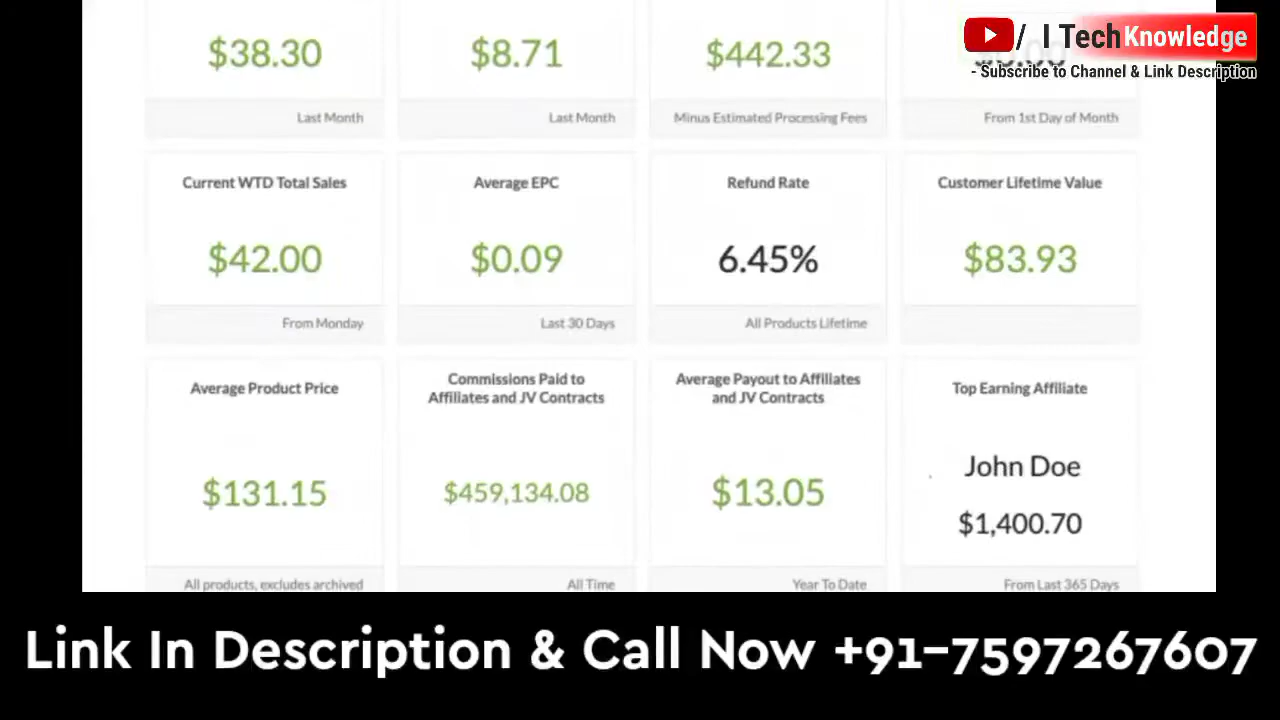 / I Tech Knowledge
- Subscribe to Channel & Link Description
$38.30
$8.71
$442.33
Last Month
Last Month
Minus Estimated Processing Fees
From 1st Day of Month
Current WTD Total Sales
Average EPC
Refund Rate
Customer Lifetime Value
$42.00
$0.09
6.45%
$83.93
From Monday
Last 30 Days
All Products Lifetime
Average Product Price
Commissions Paid to
Affiliates and JV Contracts
Average Payout to Affiliates
and JV Contracts
Top Earning Affiliate
$131.15
$459,134.08
$13.05
John Doe
$1,400.70
All products, excludes archived
All Time
Year To Date
From Last 365 Days
Link In Description & Call Now +91-7597267607